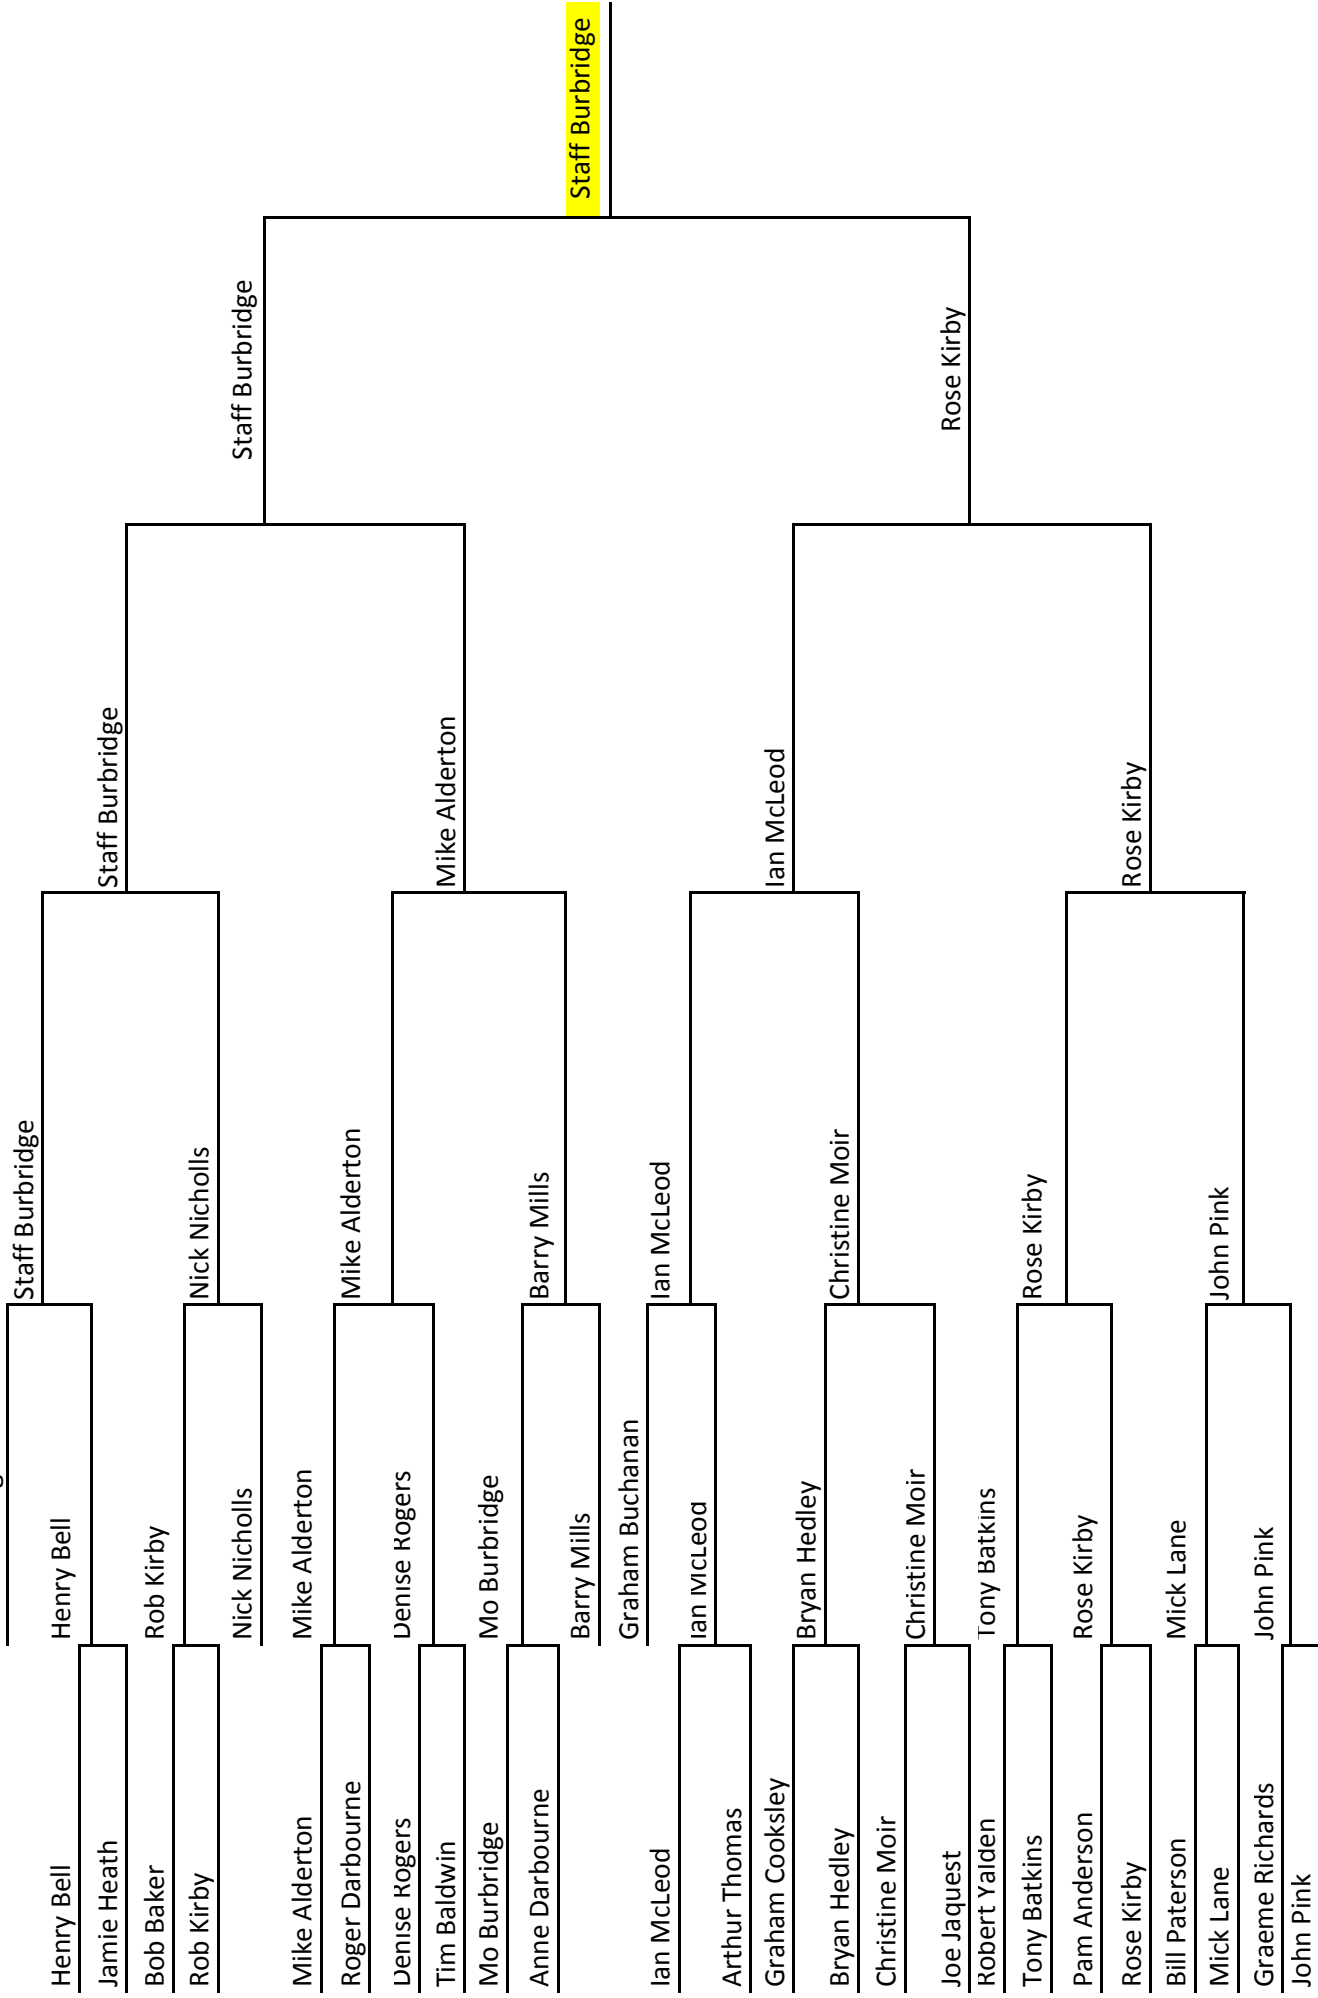 Staff Burbridge
Staff Burbridge
Rose Kirby
Staff Burbridge
Mike Alderton
Ian McLeod
Rose Kirby
Staff Burbridge
Nick Nicholls
Mike Alderton
Barry Mills
Ian McLeod
Christine Moir
Rose Kirby
John Pink
Henry Bell
Rob Kirby
Nick Nicholls
Mike Alderton
Denise Rogers
Mo Burbridge
Barry Mills
Graham Buchanan
Ian McLeod
Bryan Hedley
Christine Moir
Tony Batkins
Rose Kirby
Mick Lane
John Pink
Henry Bell
Jamie Heath
Bob Baker
Rob Kirby
Mike Alderton
Roger Darbourne
Denise Rogers
Tim Baldwin
Mo Burbridge
Anne Darbourne
Ian McLeod
Arthur Thomas
Graham Cooksley
Bryan Hedley
Christine Moir
Joe Jaquest
Robert Yalden
Tony Batkins
Pam Anderson
Rose Kirby
Bill Paterson
Mick Lane
Graeme Richards
John Pink